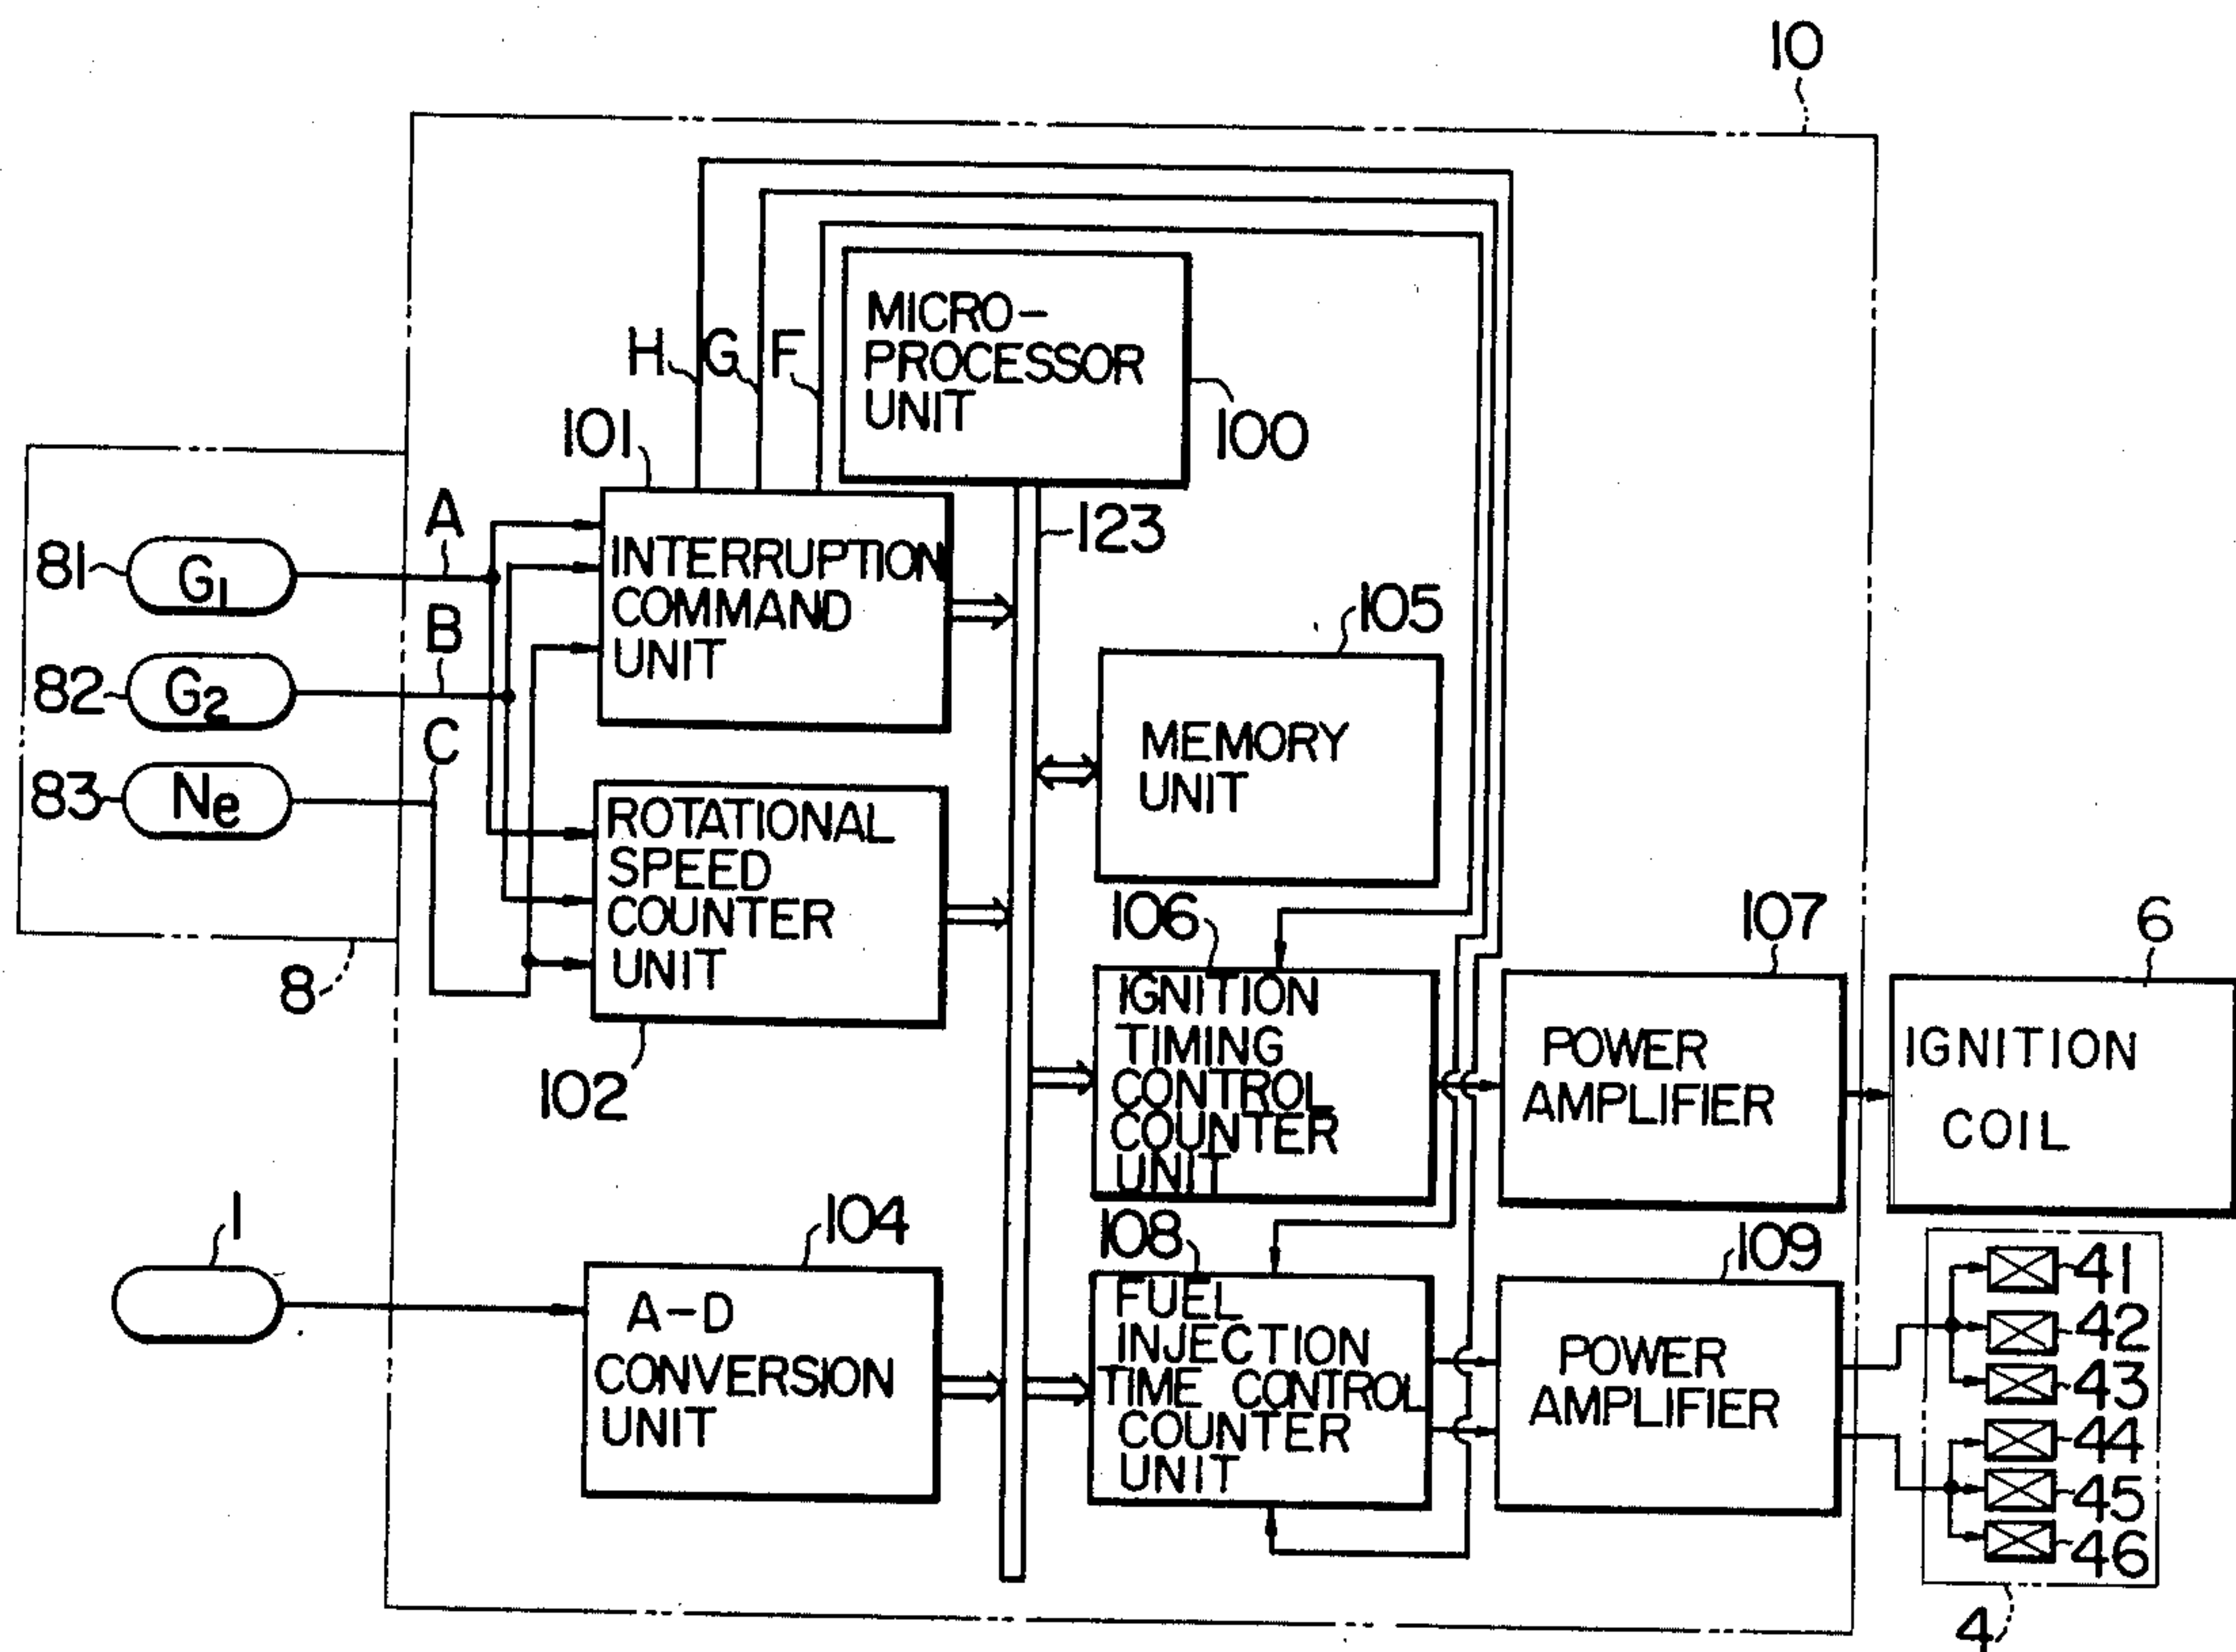 10
H G F
MICRO-
PROCESSOR
UNIT
100
101
A
123
81
G1
INTERRUPTION
COMMAND
UNIT
B
105
82
G2
C
MEMORY
UNIT
83
Ne
ROTATIONAL
SPEED
COUNTER
UNIT
106
107
6
8
IGNITION
TIMING
CONTROL
COUNTER
UNIT
POWER
AMPLIFIER
IGNITION
COIL
102
1
104
108
109
A-D
CONVERSION
UNIT
FUEL
INJECTION
TIME CONTROL
COUNTER
UNIT
POWER
AMPLIFIER
41
42
43
44
45
46
4